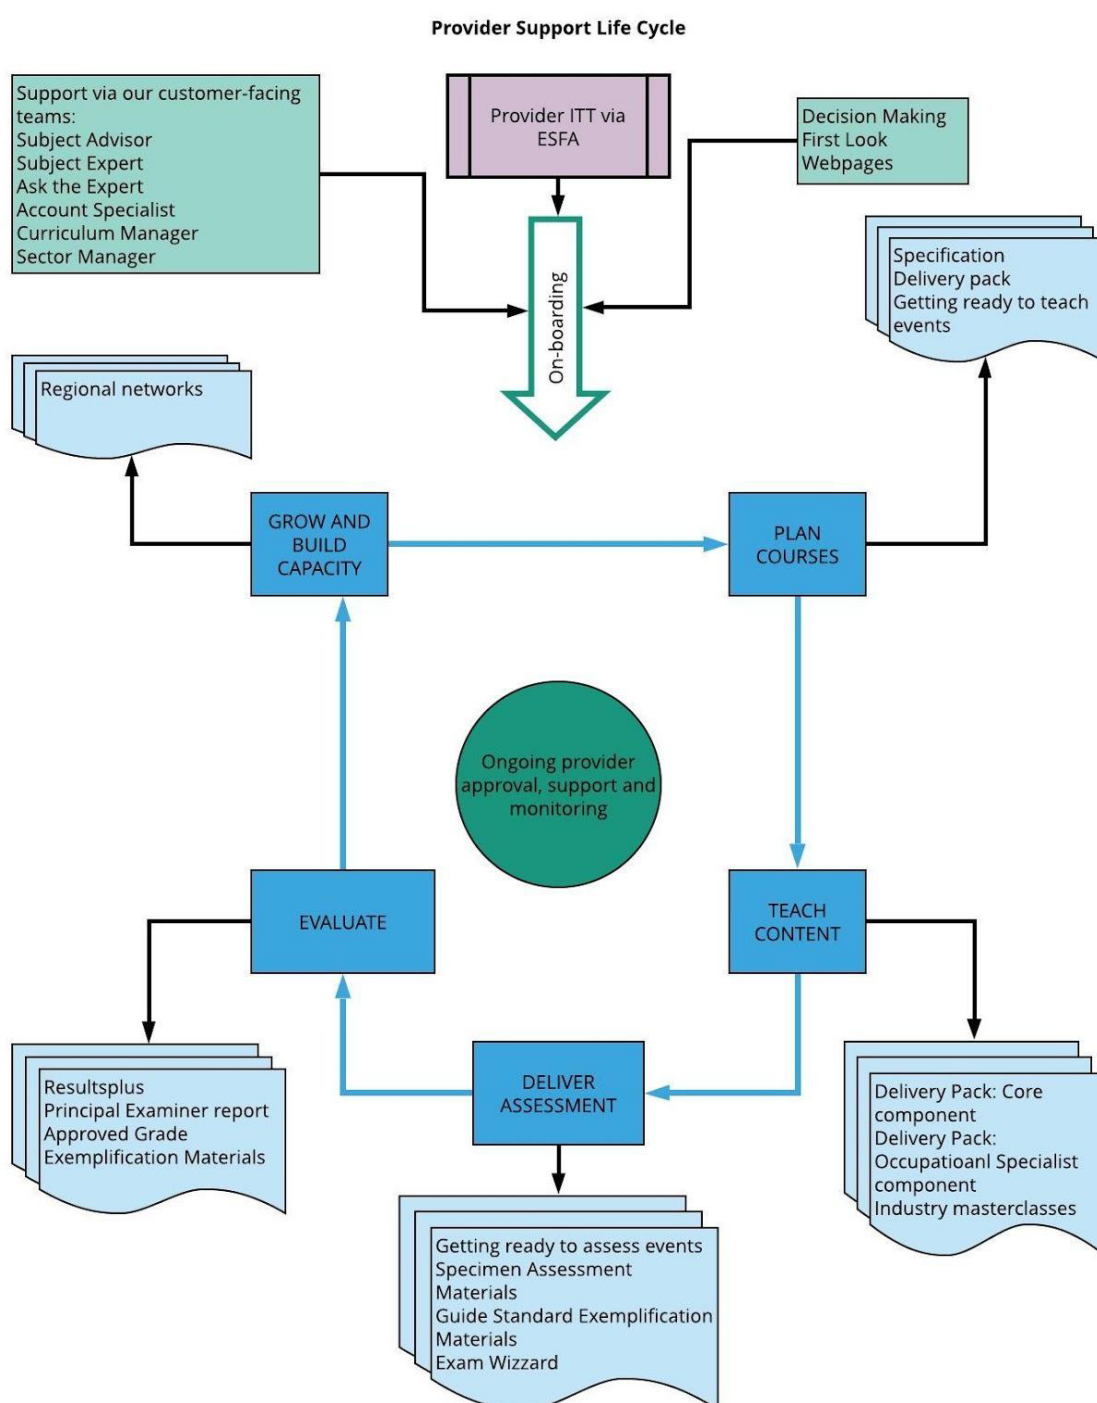 Provider Support Life Cycle
Support via our customer-facing
teams:
Subject Advisor
Subject Expert
Ask the Expert
Account Specialist
Curriculum Manager
Sector Manager
Provider ITT via
ESFA
Decision Making
First Look
Webpages
On-boarding
Specification
Delivery pack
Getting ready to teach
events
Regional networks
GROW AND
BUILD
CAPACITY
PLAN
COURSES
Ongoing provider
approval, support and
monitoring
EVALUATE
TEACH
CONTENT
DELIVER
ASSESSMENT
Resultsplus
Principal Examiner report
Approved Grade
Exemplification Materials
Delivery Pack: Core
component
Delivery Pack:
Occupatioanl Specialist
component
Industry masterclasses
Getting ready to assess events
Specimen Assessment
Materials
Guide Standard Exemplification
Materials
Exam Wizzard